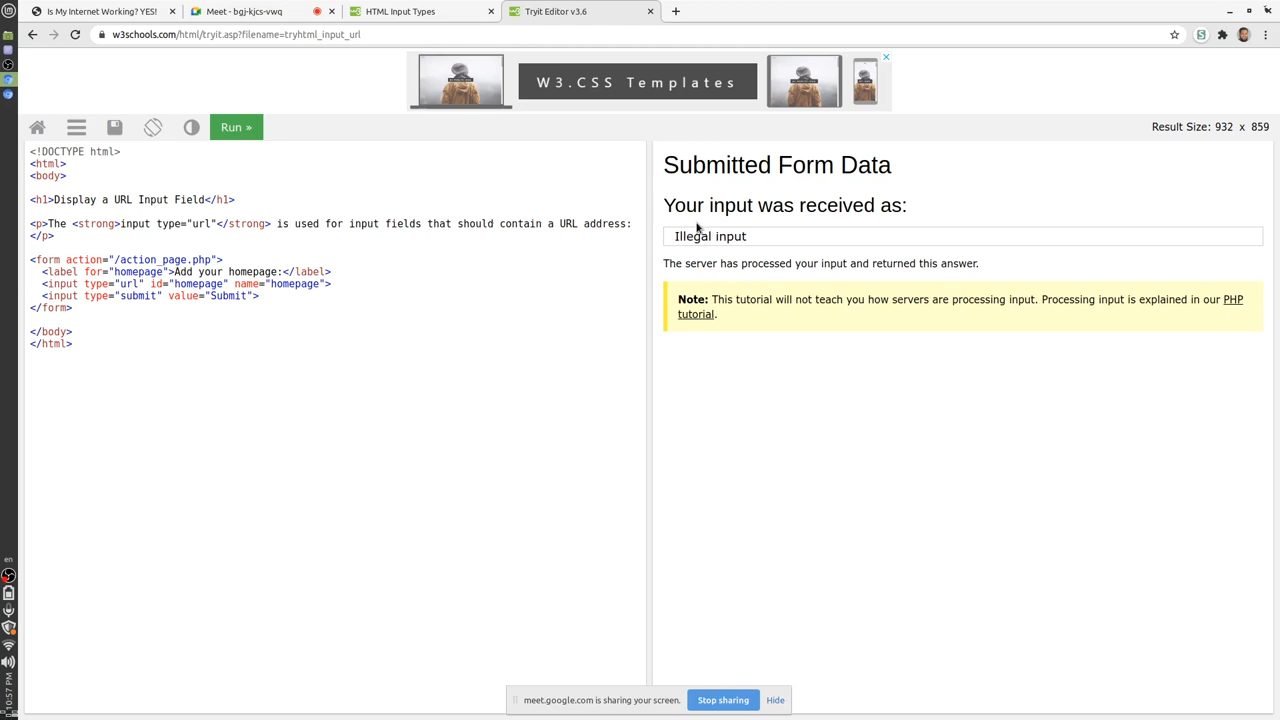 Is My Internet Working? YES!
Meet - bgj-kjcs-vwq
HTML Input Types
Tryit Editor v3.6
w3schools.com/html/tryit.asp?filename=tryhtml_input_url
W3.CSS Templates
Run »
Result Size: 932 x 859
<!DOCTYPE html>
<html>
<body>
<h1>Display a URL Input Field</h1>
<p>The <strong>input type="url"</strong> is used for input fields that should contain a URL address:
</p>
<form action="/action_page.php">
<label for="homepage">Add your homepage:</label>
<input type="url" id="homepage" name="homepage">
<input type="submit" value="Submit">
</form>
</body>
</html>
Submitted Form Data
Your input was received as:
Illegal input
The server has processed your input and returned this answer.
Note: This tutorial will not teach you how servers are processing input. Processing input is explained in our PHP
tutorial.
en
10:57 PM
meet.google.com is sharing your screen.
Stop sharing
Hide